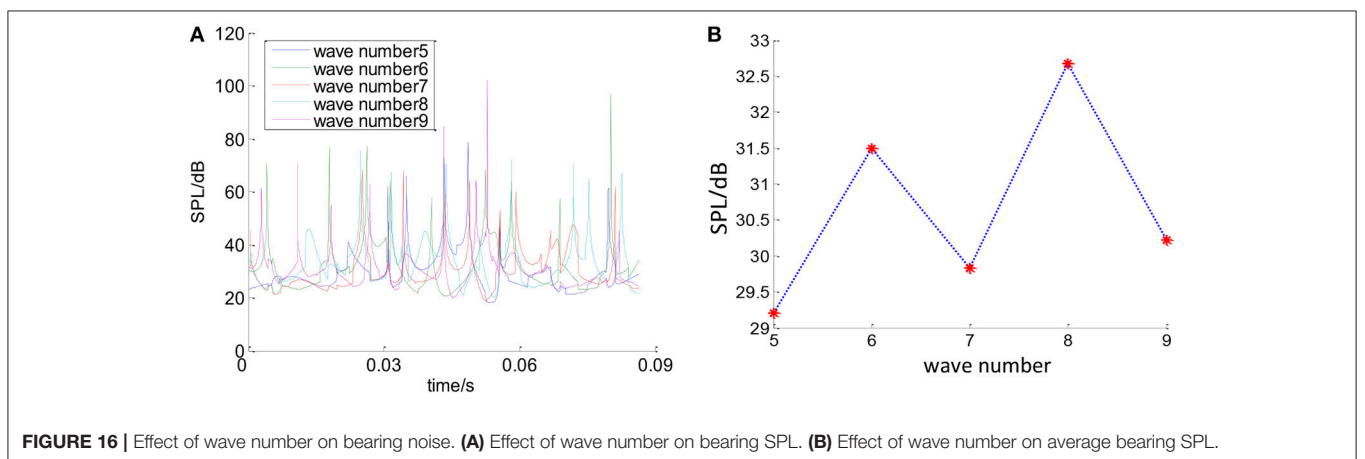 A
120
100
80
60
40
20
0
SPL/dB
wave number5
wave number6
wave number7
wave number8
wave number9
0
0.03
0.06
0.09
time/s
B
33
32.5
32
31.5
31
30.5
30
29.5
29
SPL/dB
5
6
7
8
9
wave number
FIGURE 16 | Effect of wave number on bearing noise. (A) Effect of wave number on bearing SPL. (B) Effect of wave number on average bearing SPL.